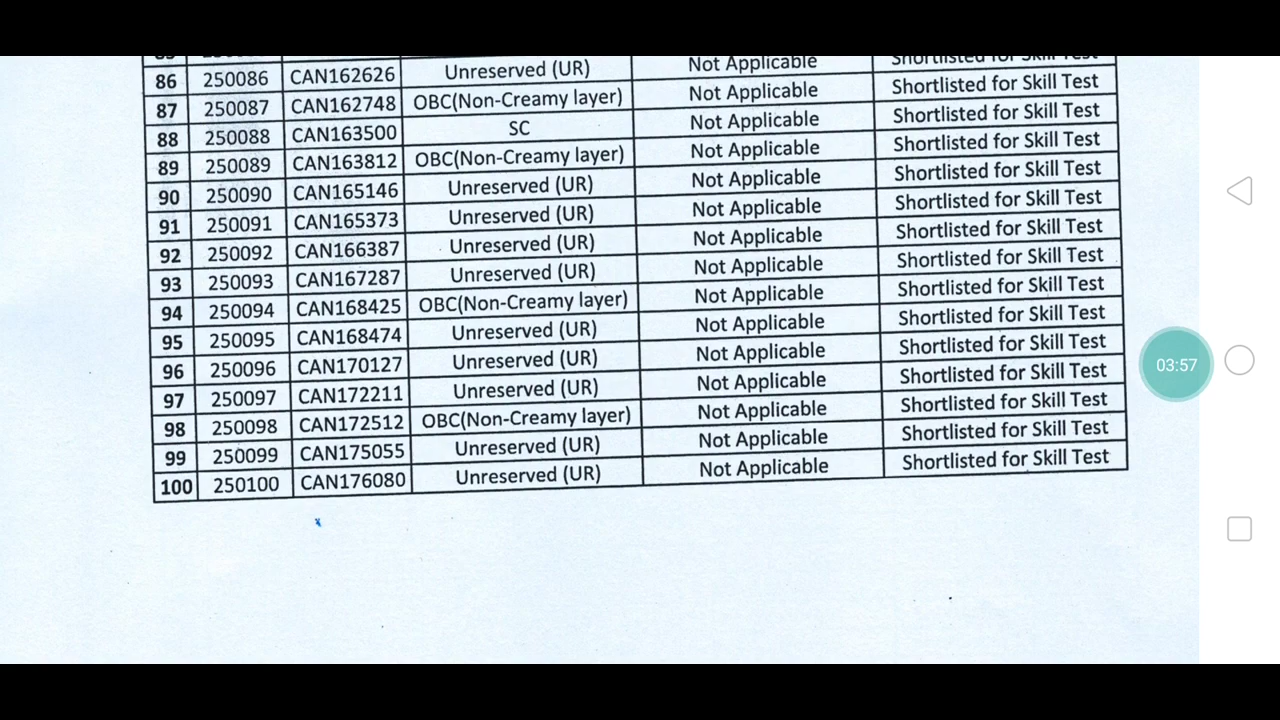 86 250086 CAN162626 Unreserved (UR) Not Applicable Shortlisted for Skill Test
87 250087 CAN162748 OBC(Non-Creamy layer) Not Applicable Shortlisted for Skill Test
88 250088 CAN163500 SC Not Applicable Shortlisted for Skill Test
89 250089 CAN163812 OBC(Non-Creamy layer) Not Applicable Shortlisted for Skill Test
90 250090 CAN165146 Unreserved (UR) Not Applicable Shortlisted for Skill Test
91 250091 CAN165373 Unreserved (UR) Not Applicable Shortlisted for Skill Test
92 250092 CAN166387 Unreserved (UR) Not Applicable Shortlisted for Skill Test
93 250093 CAN167287 Unreserved (UR) Not Applicable Shortlisted for Skill Test
94 250094 CAN168425 OBC(Non-Creamy layer) Not Applicable Shortlisted for Skill Test
95 250095 CAN168474 Unreserved (UR) Not Applicable Shortlisted for Skill Test
96 250096 CAN170127 Unreserved (UR) Not Applicable Shortlisted for Skill Test
97 250097 CAN172211 Unreserved (UR) Not Applicable Shortlisted for Skill Test
98 250098 CAN172512 OBC(Non-Creamy layer) Not Applicable Shortlisted for Skill Test
99 250099 CAN175055 Unreserved (UR) Not Applicable Shortlisted for Skill Test
100 250100 CAN176080 Unreserved (UR) Not Applicable Shortlisted for Skill Test
03:57